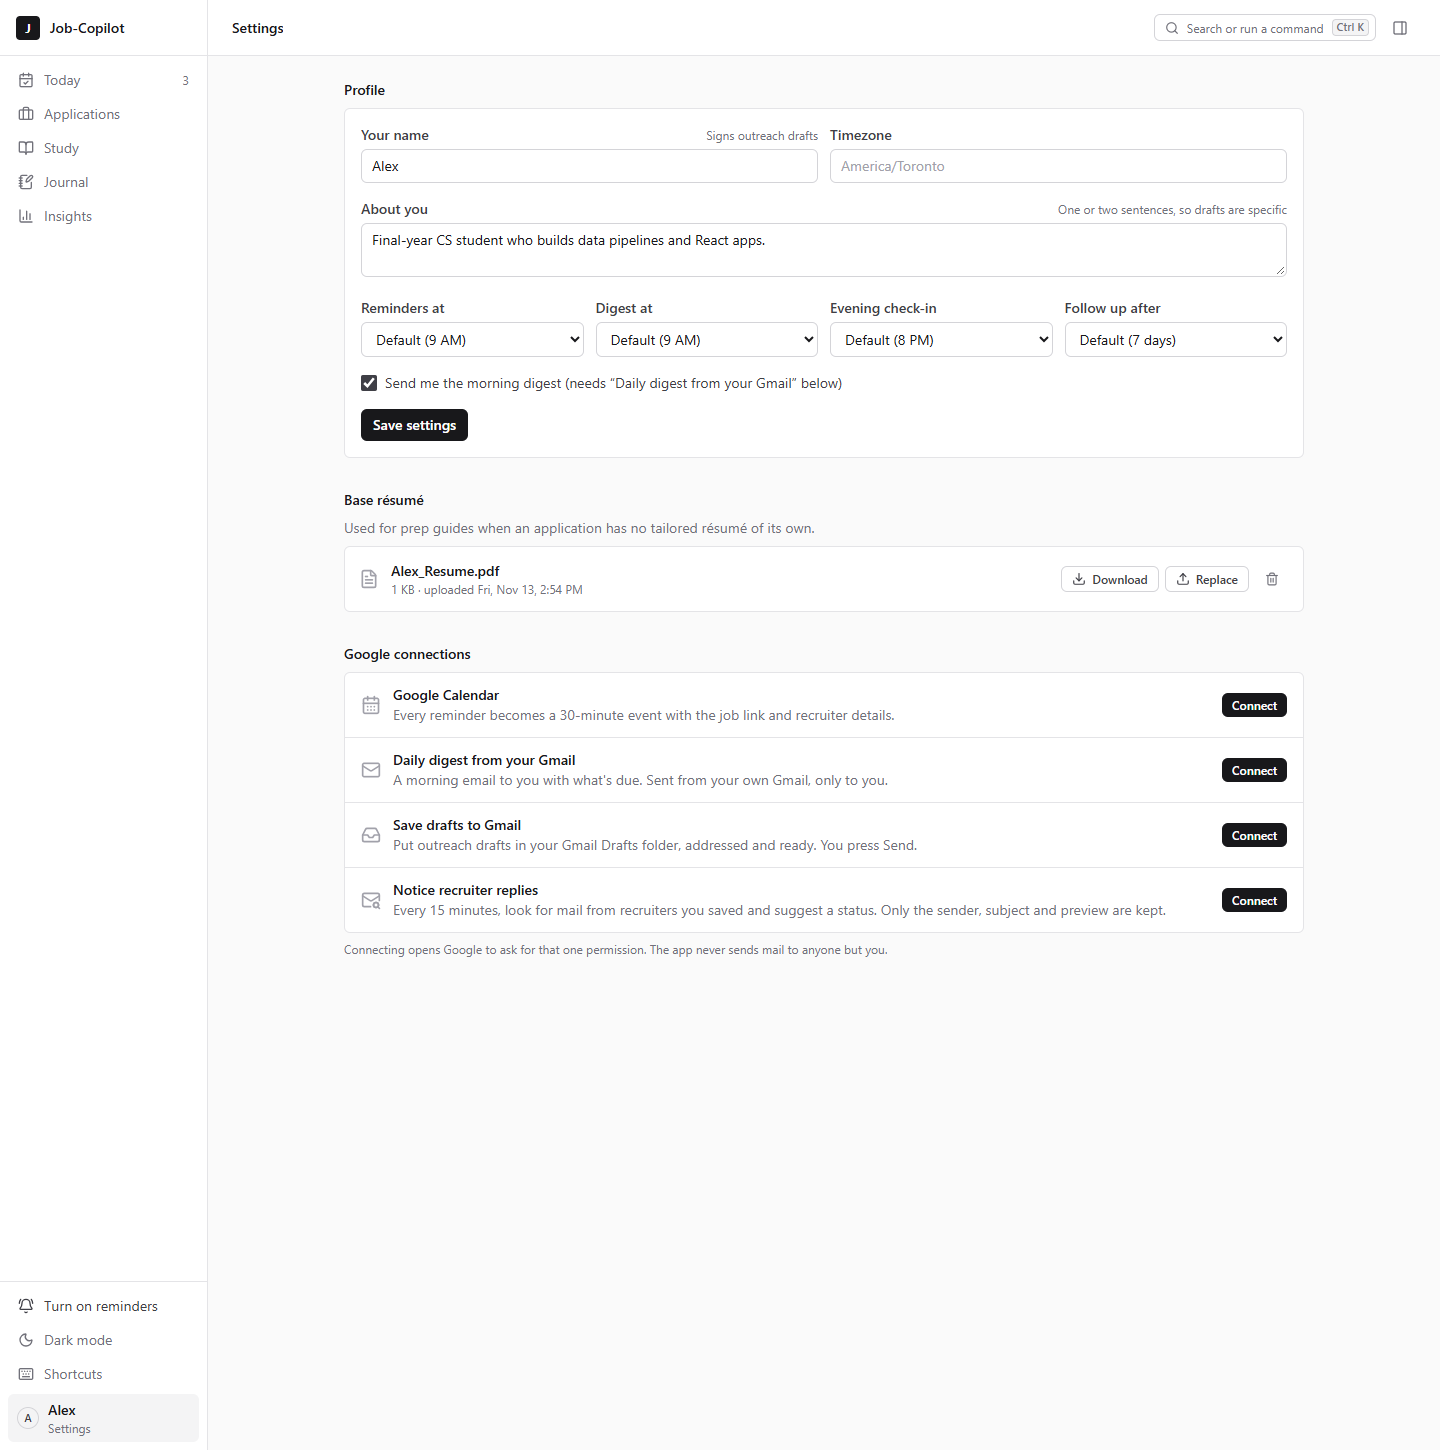 J Job-Copilot
Settings
Search or run a command Ctrl K
Today 3
Applications
Study
Journal
Insights
Profile
Your name Signs outreach drafts Timezone
Alex America/Toronto
About you One or two sentences, so drafts are specific
Final-year CS student who builds data pipelines and React apps.
Reminders at Digest at Evening check-in Follow up after
Default (9 AM) Default (9 AM) Default (8 PM) Default (7 days)
Send me the morning digest (needs “Daily digest from your Gmail” below)
Save settings
Base résumé
Used for prep guides when an application has no tailored résumé of its own.
Alex_Resume.pdf
1 KB · uploaded Fri, Nov 13, 2:54 PM
Download Replace
Google connections
Google Calendar
Every reminder becomes a 30-minute event with the job link and recruiter details.
Connect
Daily digest from your Gmail
A morning email to you with what's due. Sent from your own Gmail, only to you.
Connect
Save drafts to Gmail
Put outreach drafts in your Gmail Drafts folder, addressed and ready. You press Send.
Connect
Notice recruiter replies
Every 15 minutes, look for mail from recruiters you saved and suggest a status. Only the sender, subject and preview are kept.
Connect
Connecting opens Google to ask for that one permission. The app never sends mail to anyone but you.
Turn on reminders
Dark mode
Shortcuts
A Alex
Settings